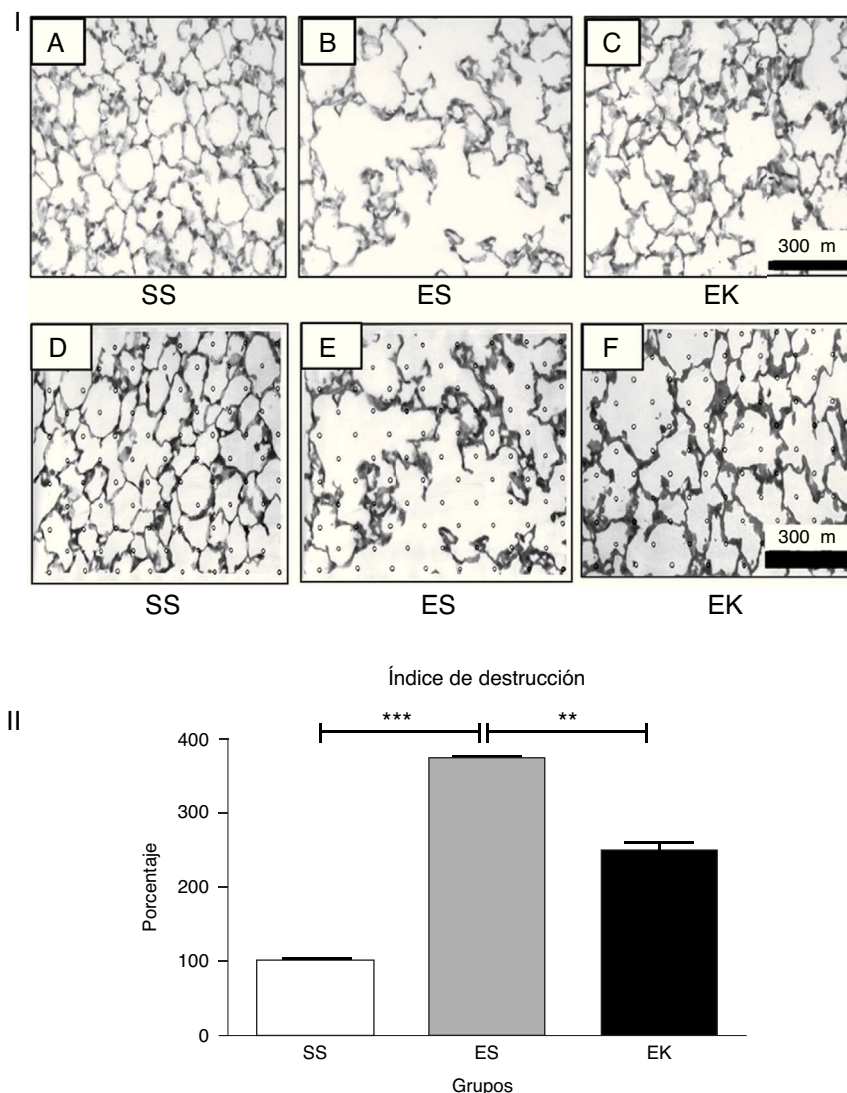 I
A
B
C
300 m
SS
ES
EK
D
E
F
300 m
SS
ES
EK
II
Índice de destrucción
***
**
400
300
200
100
0
Porcentaje
SS
ES
EK
Grupos